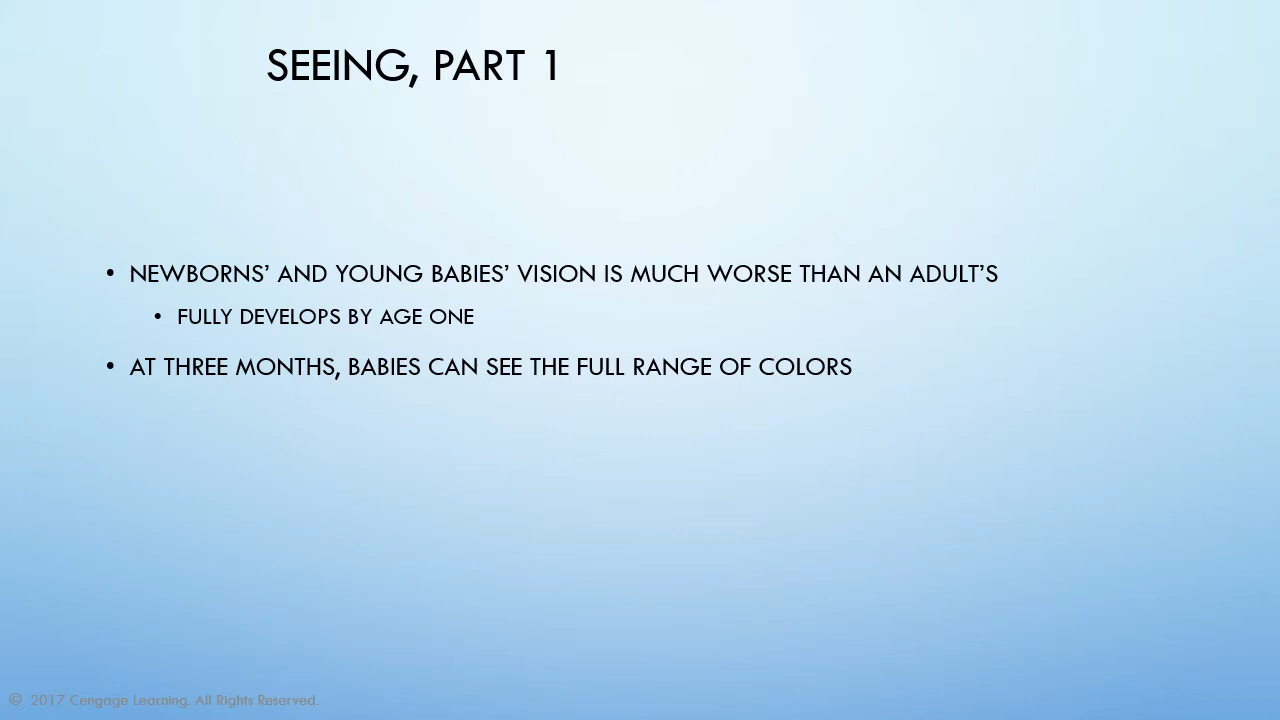 SEEING, PART 1
• NEWBORNS’ AND YOUNG BABIES’ VISION IS MUCH WORSE THAN AN ADULT’S
• FULLY DEVELOPS BY AGE ONE
• AT THREE MONTHS, BABIES CAN SEE THE FULL RANGE OF COLORS
© 2017 Cengage Learning. All Rights Reserved.